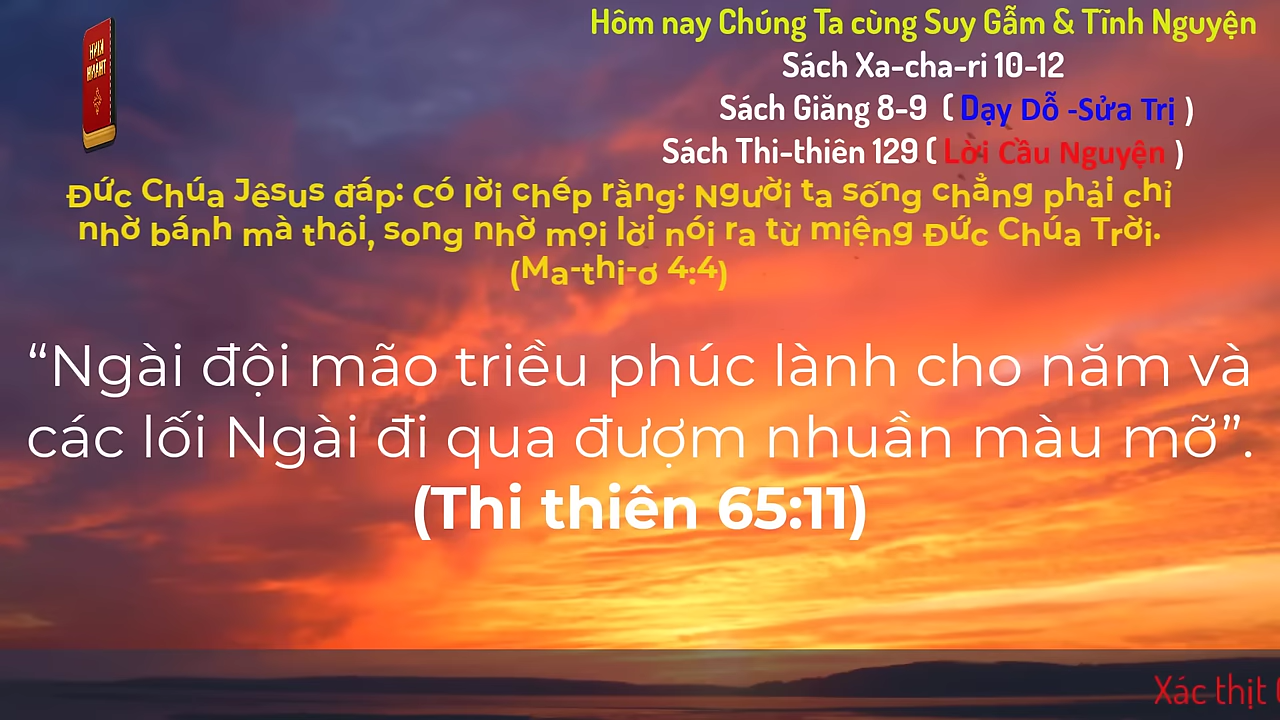 Hôm nay Chúng Ta cùng Suy Gẫm & Tĩnh Nguyện
Sách Xa-cha-ri 10-12
Sách Giăng 8-9 ( Dạy Dỗ -Sửa Trị )
Sách Thi-thiên 129 ( Lời Cầu Nguyện )
KINH THÁNH
Đức Chúa Jêsus đáp: Có lời chép rằng: Người ta sống chẳng phải chỉ
nhờ bánh mà thôi, song nhờ mọi lời nói ra từ miệng Đức Chúa Trời.
(Ma-thi-ơ 4:4)
“Ngài đội mão triều phúc lành cho năm và
các lối Ngài đi qua đượm nhuần màu mỡ”.
(Thi thiên 65:11)
Xác thịt